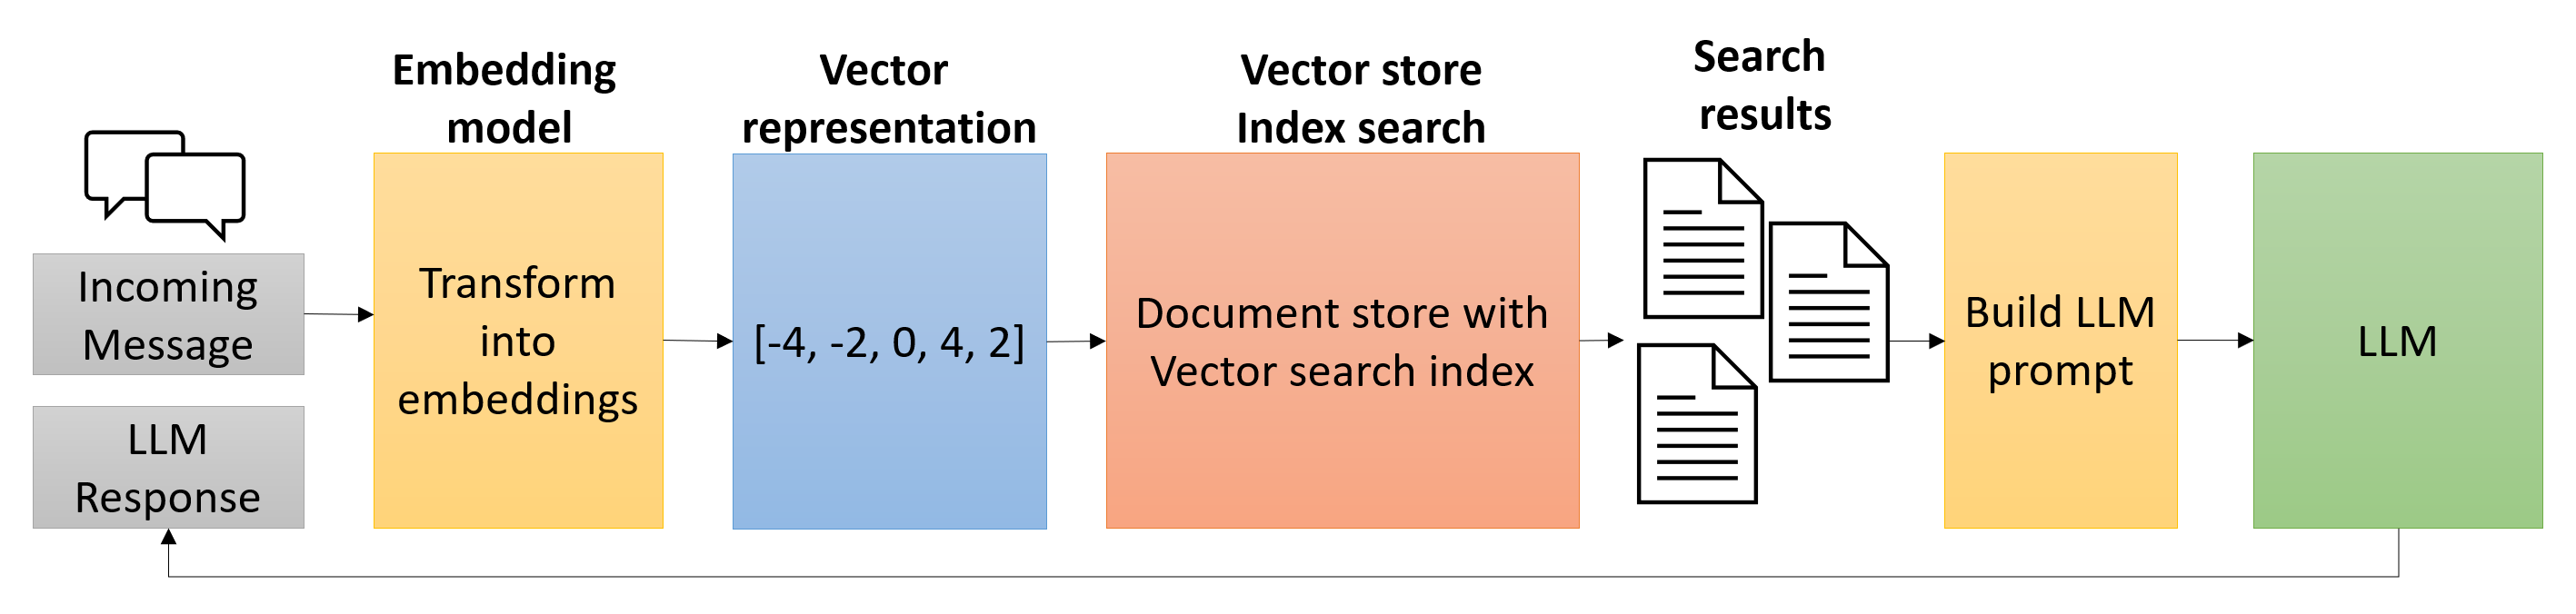 Embedding
model
Vector
representation
Vector store
Index search
Search
results
Incoming
Message
LLM
Response
Transform
into
embeddings
[-4, -2, 0, 4, 2]
Document store with
Vector search index
Build LLM
prompt
LLM